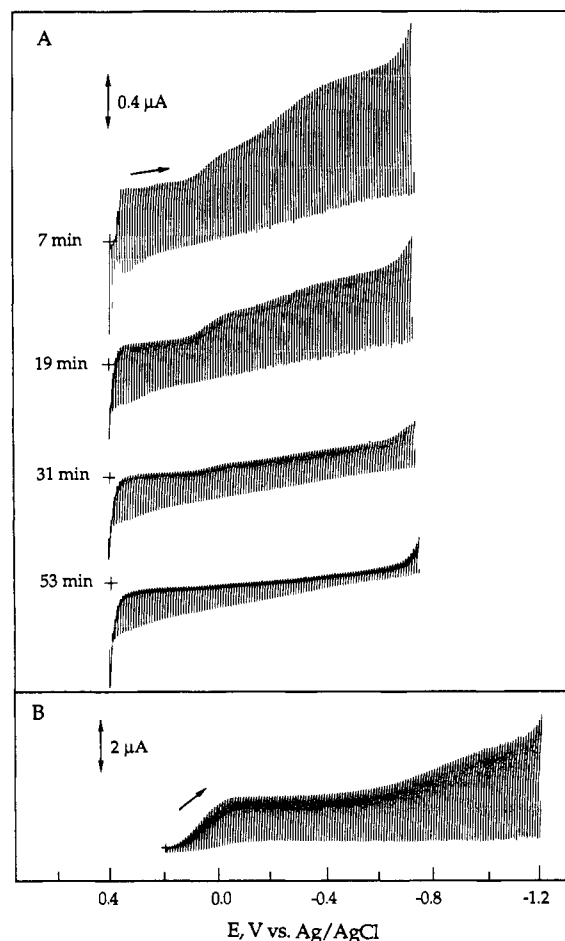 A
0.4 μA
7 min
19 min
31 min
53 min
B
2 μA
0.4 0.0 -0.4 -0.8 -1.2
E, V vs. Ag/AgCl